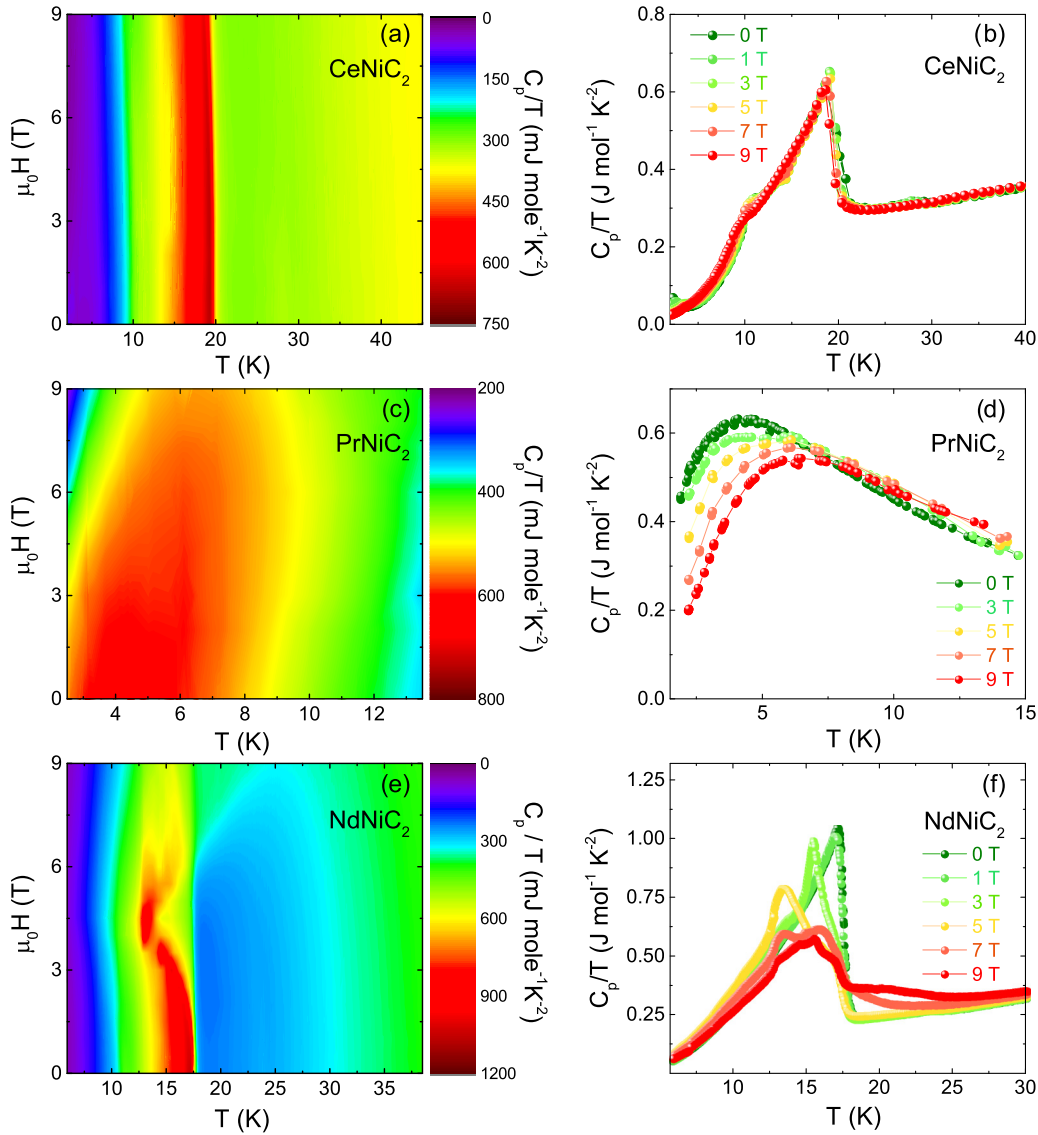 (a)
CeNiC₂
9
6
3
0
μ₀H (T)
10 20 30 40
T (K)
0
150
300
450
600
750
Cₚ/T (mJ mole⁻¹K⁻²)
(b)
CeNiC₂
0 T
1 T
3 T
5 T
7 T
9 T
0.8
0.6
0.4
0.2
0.0
Cₚ/T (J mol⁻¹ K⁻²)
5 10 15 20 25 30 35 40
T (K)
(c)
PrNiC₂
9
6
3
0
μ₀H (T)
4 6 8 10 12
T (K)
200
400
600
800
Cₚ/T (mJ mole⁻¹K⁻²)
(d)
PrNiC₂
0.6
0.4
0.2
0.0
Cₚ/T (J mol⁻¹ K⁻²)
0 T
3 T
5 T
7 T
9 T
5 10 15
T (K)
(e)
NdNiC₂
9
6
3
0
μ₀H (T)
10 15 20 25 30 35
T (K)
0
300
600
900
1200
Cₚ / T (mJ mole⁻¹K⁻²)
(f)
NdNiC₂
0 T
1 T
3 T
5 T
7 T
9 T
1.25
1.00
0.75
0.50
0.25
Cₚ/T (J mol⁻¹ K⁻²)
10 15 20 25 30
T (K)